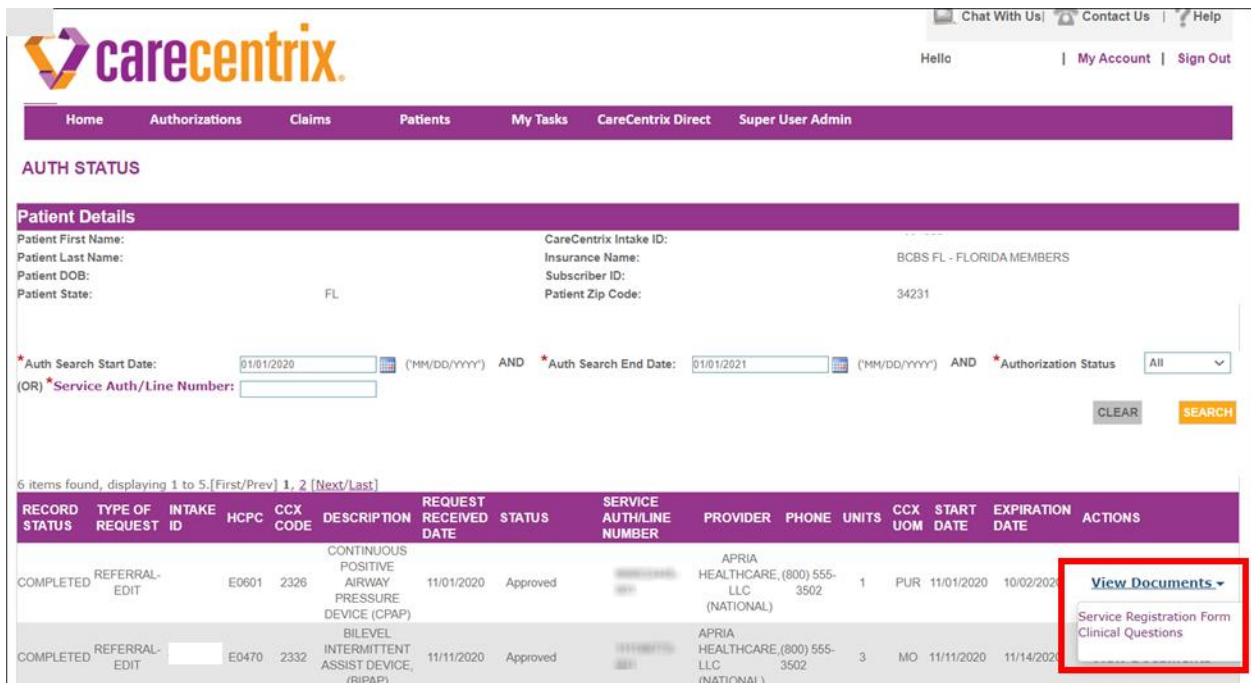 Chat With Us| Contact Us | Help
carecentrix.
Hello | My Account | Sign Out
Home Authorizations Claims Patients My Tasks CareCentrix Direct Super User Admin
AUTH STATUS
Patient Details
Patient First Name: CareCentrix Intake ID:
Patient Last Name: Insurance Name: BCBS FL - FLORIDA MEMBERS
Patient DOB: Subscriber ID:
Patient State: FL Patient Zip Code: 34231
*Auth Search Start Date: 01/01/2020 ("MM/DD/YYYY") AND *Auth Search End Date: 01/01/2021 ("MM/DD/YYYY") AND *Authorization Status All
(OR) *Service Auth/Line Number:
CLEAR SEARCH
6 items found, displaying 1 to 5.[First/Prev] 1, 2 [Next/Last]
RECORD STATUS TYPE OF REQUEST INTAKE ID HCPC CCX CODE DESCRIPTION REQUEST RECEIVED DATE STATUS SERVICE AUTH/LINE NUMBER PROVIDER PHONE UNITS CCX UOM START DATE EXPIRATION DATE ACTIONS
COMPLETED REFERRAL-EDIT E0601 2326 CONTINUOUS POSITIVE AIRWAY PRESSURE DEVICE (CPAP) 11/01/2020 Approved APRIA HEALTHCARE, LLC (NATIONAL) (800) 555-3502 1 PUR 11/01/2020 10/02/2020 View Documents
Service Registration Form
Clinical Questions
COMPLETED REFERRAL-EDIT E0470 2332 BILEVEL INTERMITTENT ASSIST DEVICE, (BIPAP) 11/11/2020 Approved APRIA HEALTHCARE, LLC (NATIONAL) (800) 555-3502 3 MO 11/11/2020 11/14/2020